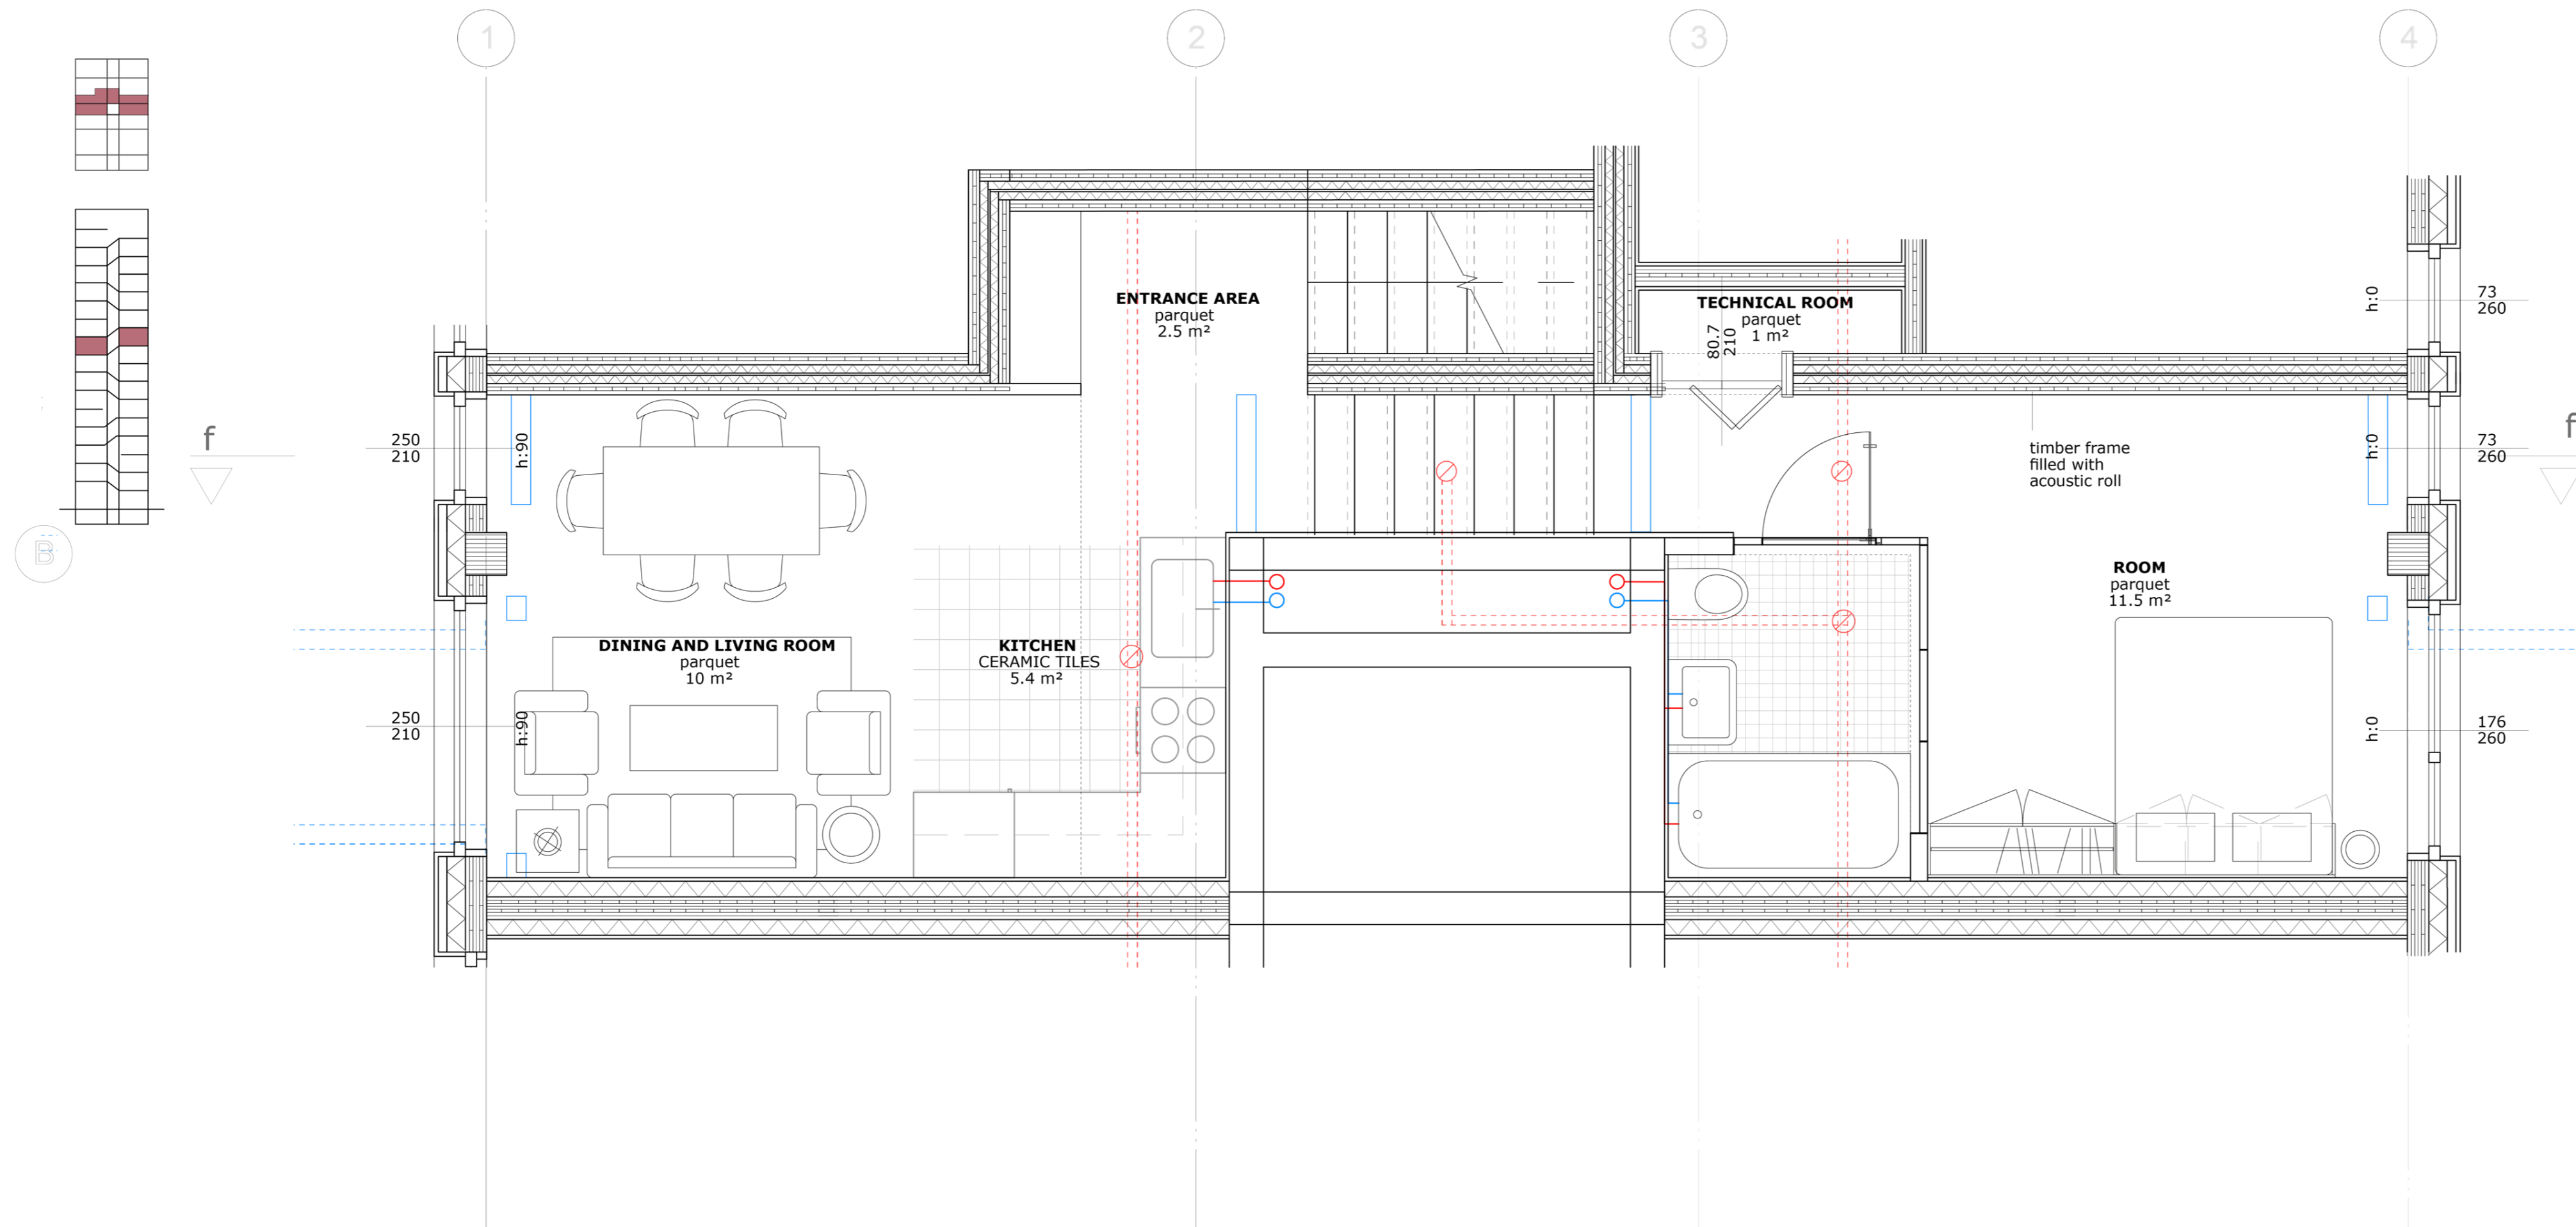 1
2
3
4
ENTRANCE AREA
parquet
2.5 m²
TECHNICAL ROOM
parquet
1 m²
80.7
210
h:0
73
260
f
250
210
h:90
timber frame
filled with
acoustic roll
h:0
73
260
f
B
ROOM
parquet
11.5 m²
DINING AND LIVING ROOM
parquet
10 m²
KITCHEN
CERAMIC TILES
5.4 m²
250
210
h:90
h:0
176
260